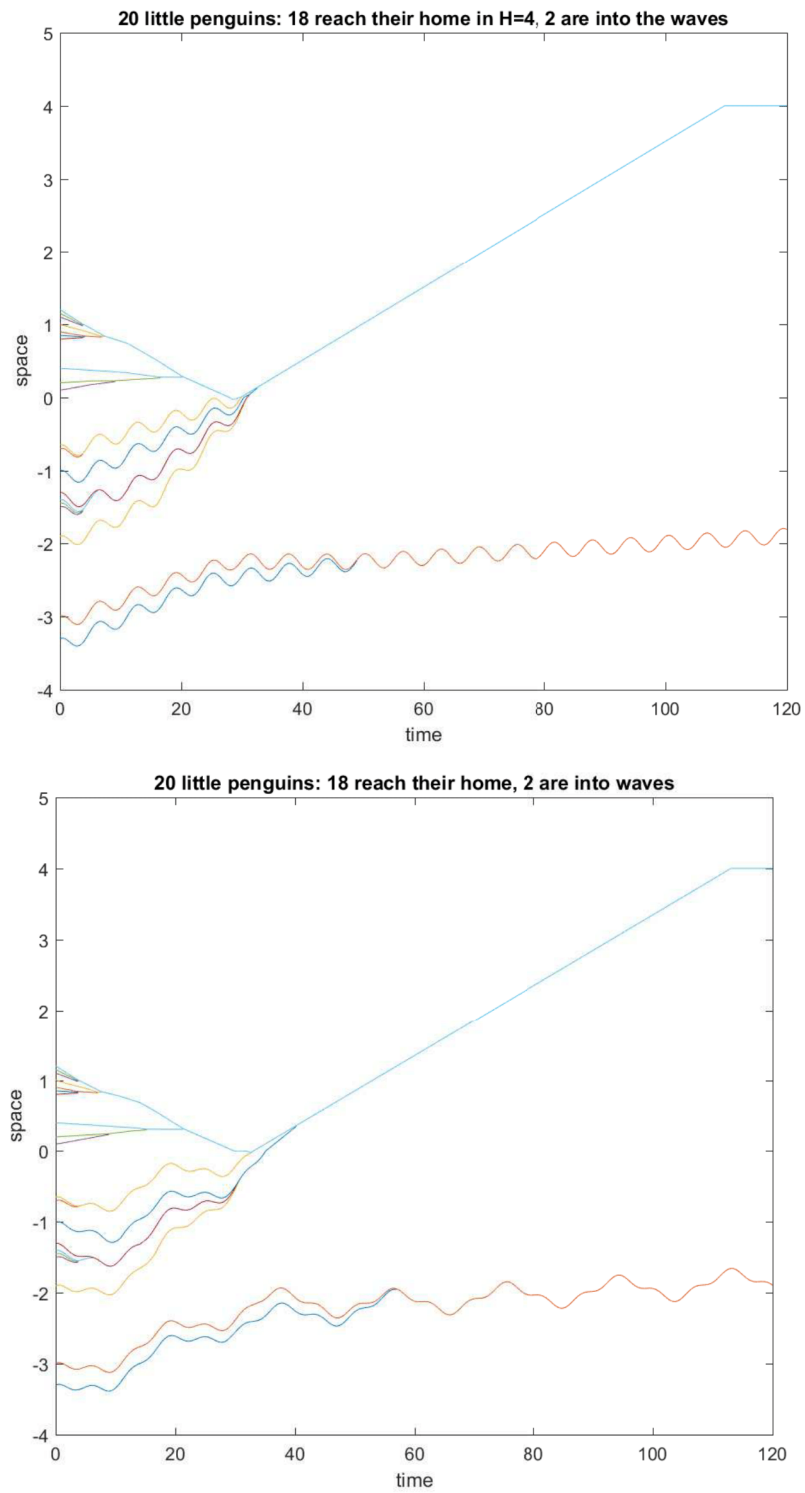 20 little penguins: 18 reach their home in H=4, 2 are into the waves
5
4
3
2
1
0
-1
-2
-3
-4
space
0 20 40 60 80 100 120
time
20 little penguins: 18 reach their home, 2 are into waves
5
4
3
2
1
0
-1
-2
-3
-4
space
0 20 40 60 80 100 120
time